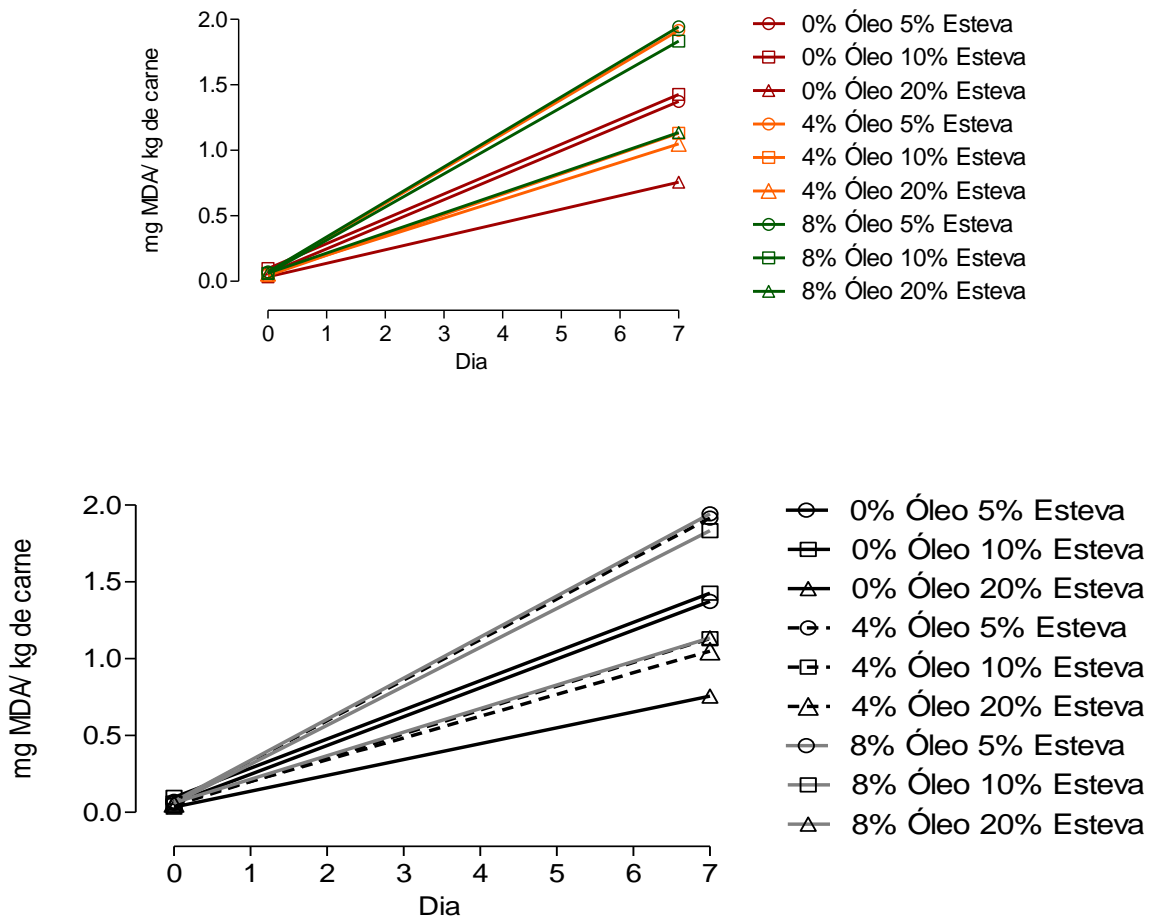 mg MDA/ kg de carne
2.0
1.5
1.0
0.5
0.0
0 1 2 3 4 5 6 7
Dia
0% Óleo 5% Esteva
0% Óleo 10% Esteva
0% Óleo 20% Esteva
4% Óleo 5% Esteva
4% Óleo 10% Esteva
4% Óleo 20% Esteva
8% Óleo 5% Esteva
8% Óleo 10% Esteva
8% Óleo 20% Esteva
mg MDA/ kg de carne
2.0
1.5
1.0
0.5
0.0
0 1 2 3 4 5 6 7
Dia
0% Óleo 5% Esteva
0% Óleo 10% Esteva
0% Óleo 20% Esteva
4% Óleo 5% Esteva
4% Óleo 10% Esteva
4% Óleo 20% Esteva
8% Óleo 5% Esteva
8% Óleo 10% Esteva
8% Óleo 20% Esteva